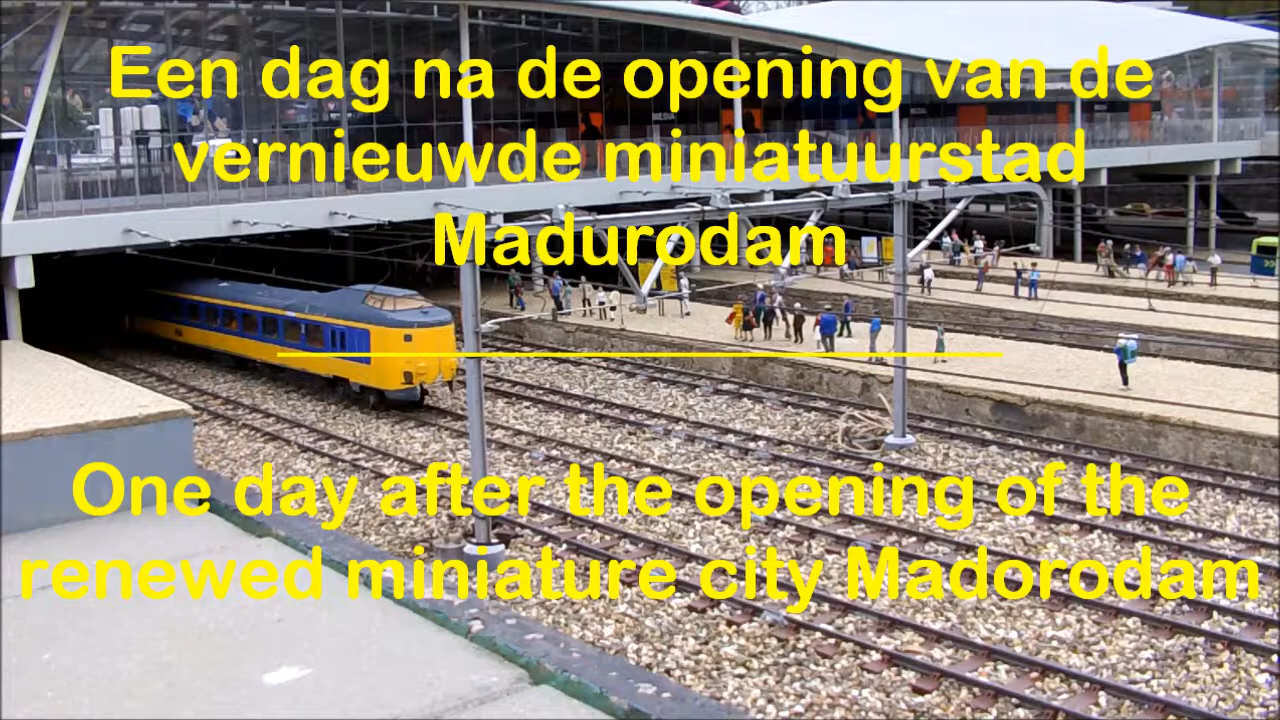 Een dag na de opening van de
vernieuwde miniatuurstad
Madurodam
One day after the opening of the
renewed miniature city Madorodam